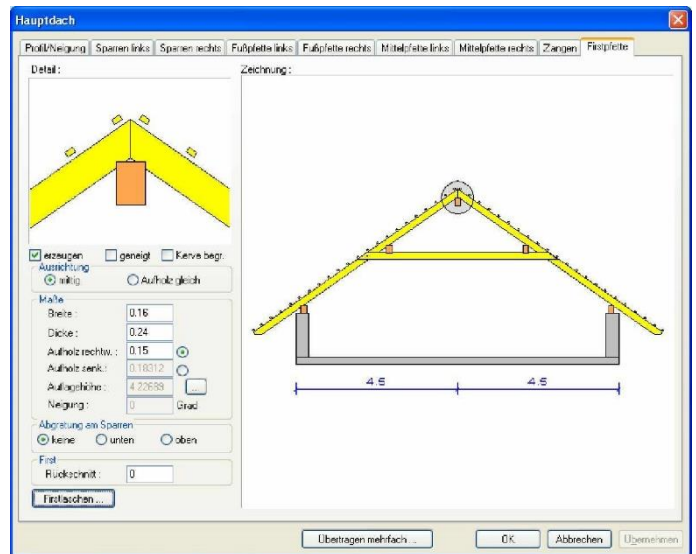 Hauptdach
Profil/Neigung Sparren links Sparren rechts Fußpfette links Fußpfette rechts Mittelpfette links Mittelpfette rechts Zangen Firstpfette
Detail :
Zeichnung :
erzeugen geneigt Kerve begr.
Ausrichtung
mittig Aufholz gleich
Maße
Breite : 0.16
Dicke : 0.24
Aufholz rechtw. : 0.15
Aufholz senk. : 0.18312
Auflagehöhe : 4.22689 ...
Neigung : 0 Grad
Abgratung am Sparren
keine unten oben
First
Rückschnitt : 0
Firstlaschen ...
4.5 4.5
Übertragen mehrfach ... OK Abbrechen Übernehmen